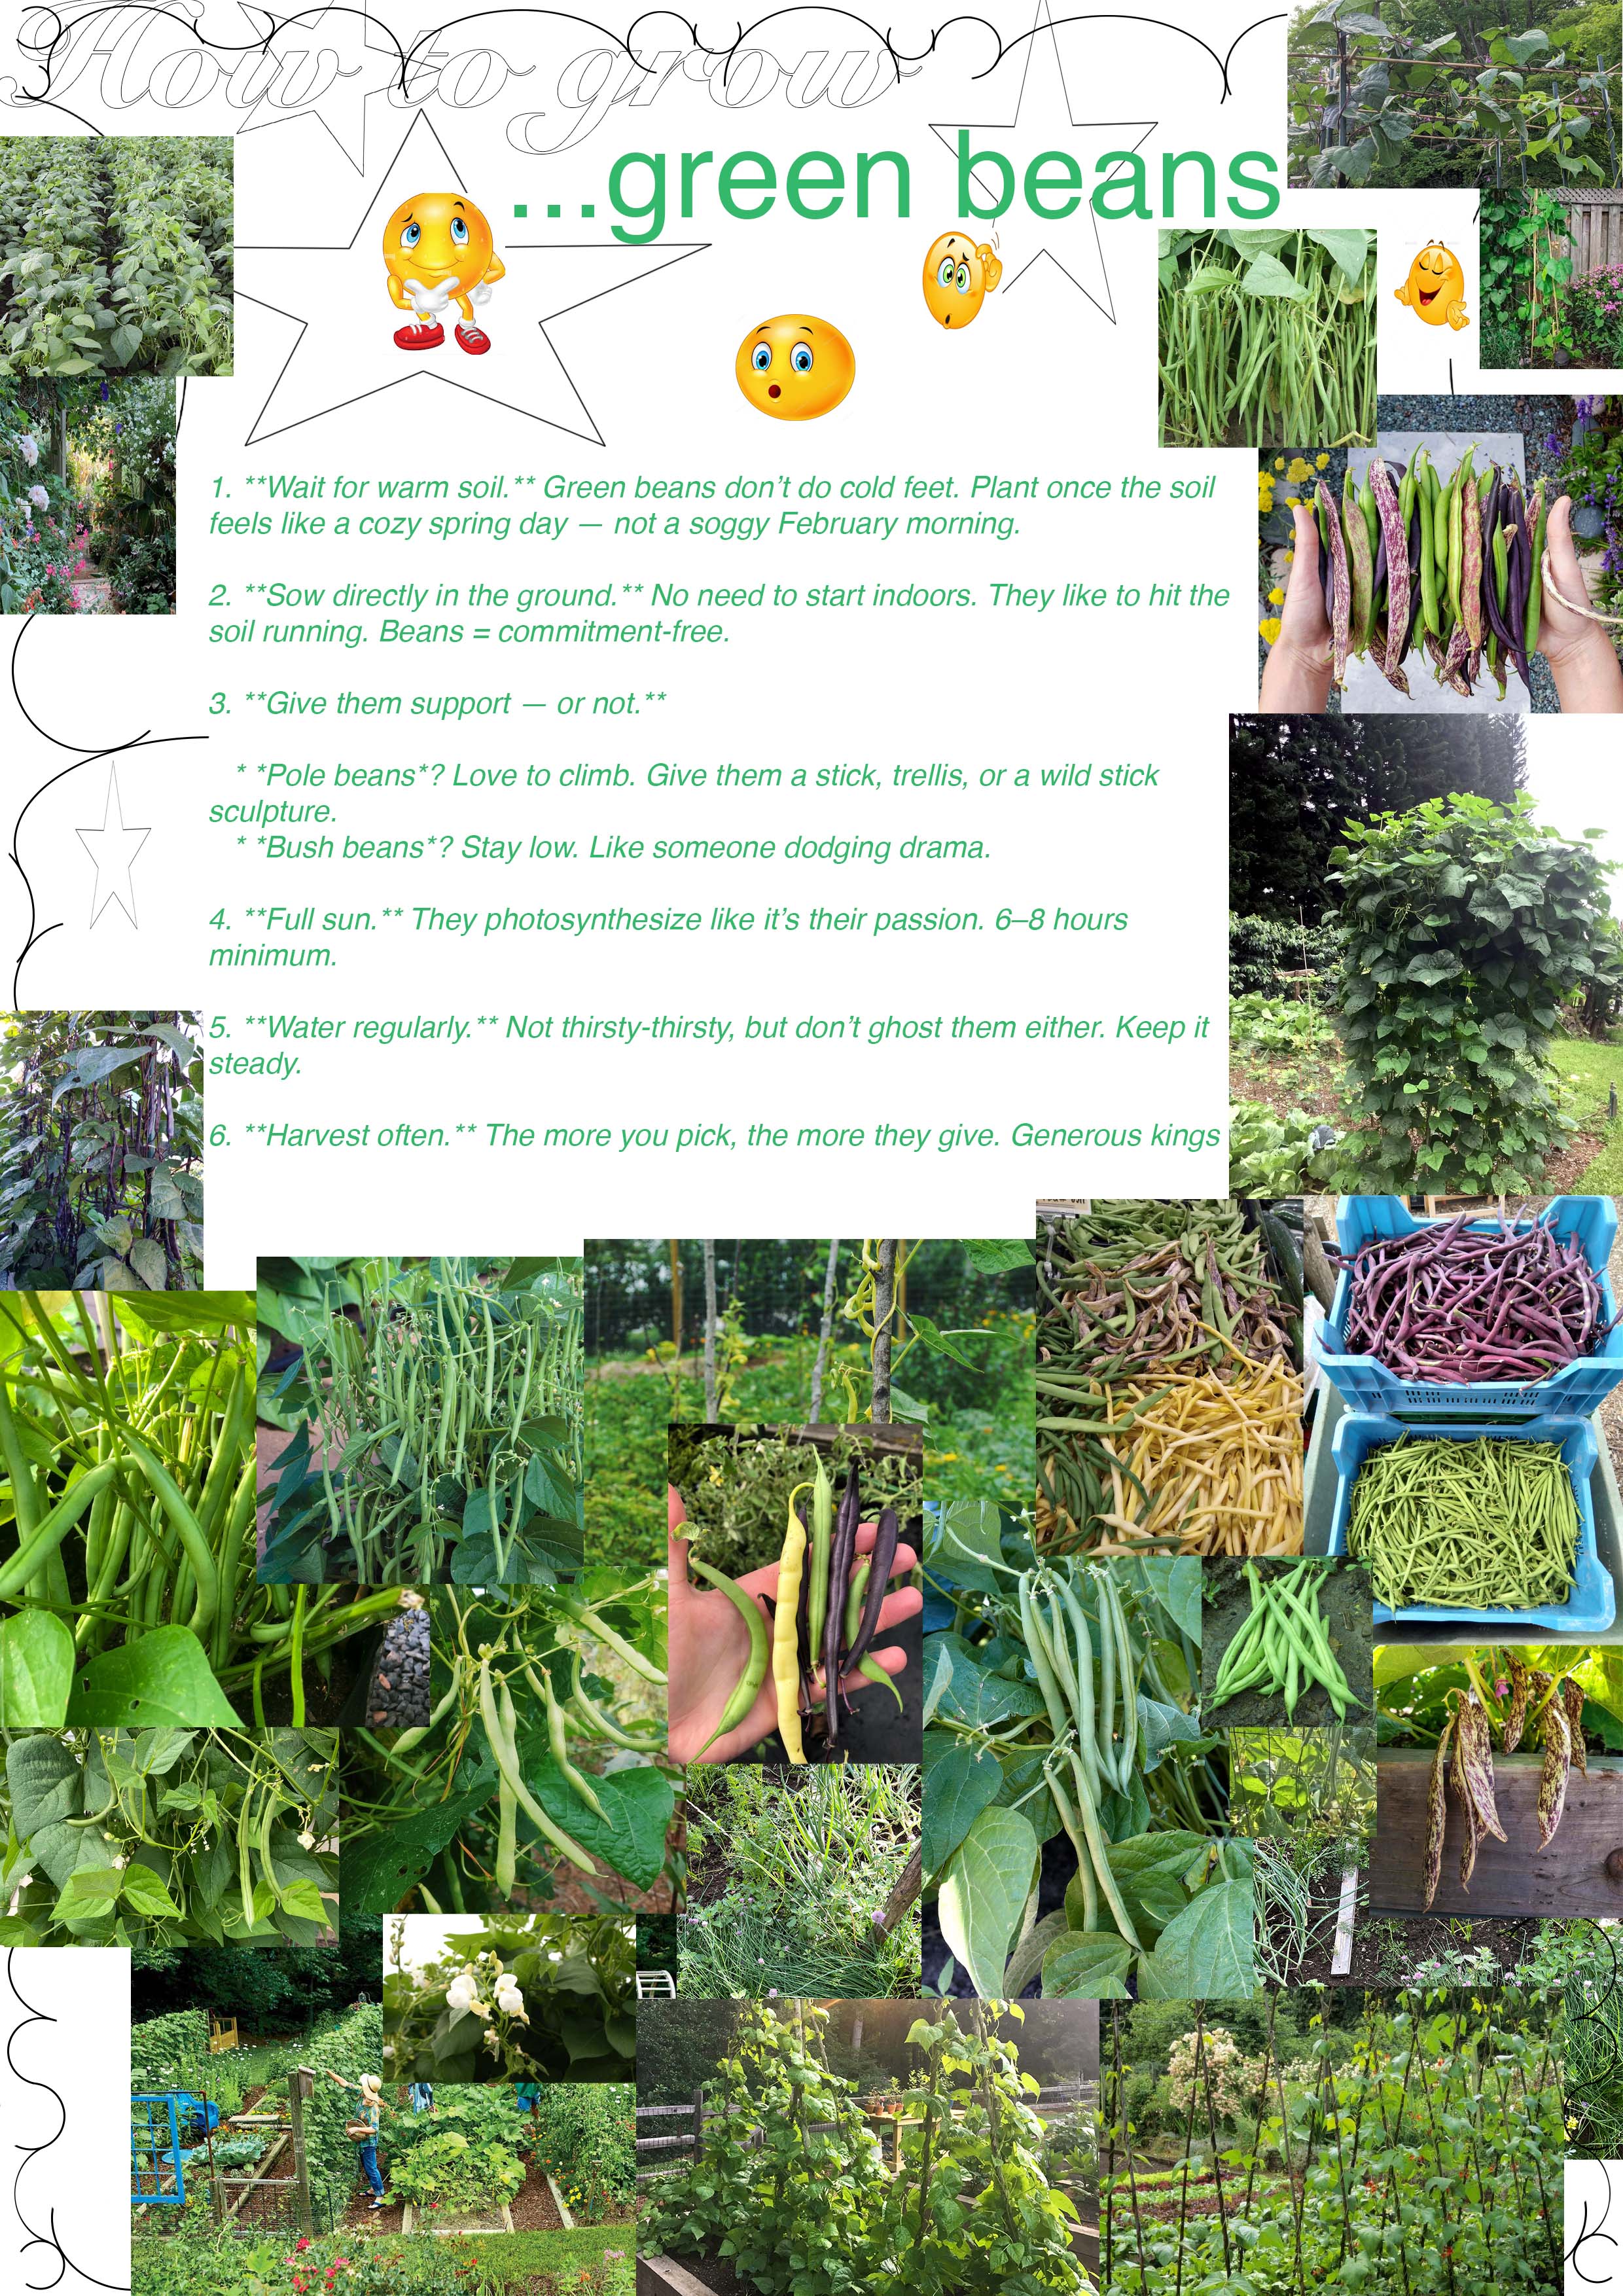 How to grow
...green beans
1. **Wait for warm soil.** Green beans don’t do cold feet. Plant once the soil
feels like a cozy spring day — not a soggy February morning.
2. **Sow directly in the ground.** No need to start indoors. They like to hit the
soil running. Beans = commitment-free.
3. **Give them support — or not.**
* *Pole beans*? Love to climb. Give them a stick, trellis, or a wild stick
sculpture.
* *Bush beans*? Stay low. Like someone dodging drama.
4. **Full sun.** They photosynthesize like it’s their passion. 6–8 hours
minimum.
5. **Water regularly.** Not thirsty-thirsty, but don’t ghost them either. Keep it
steady.
6. **Harvest often.** The more you pick, the more they give. Generous kings